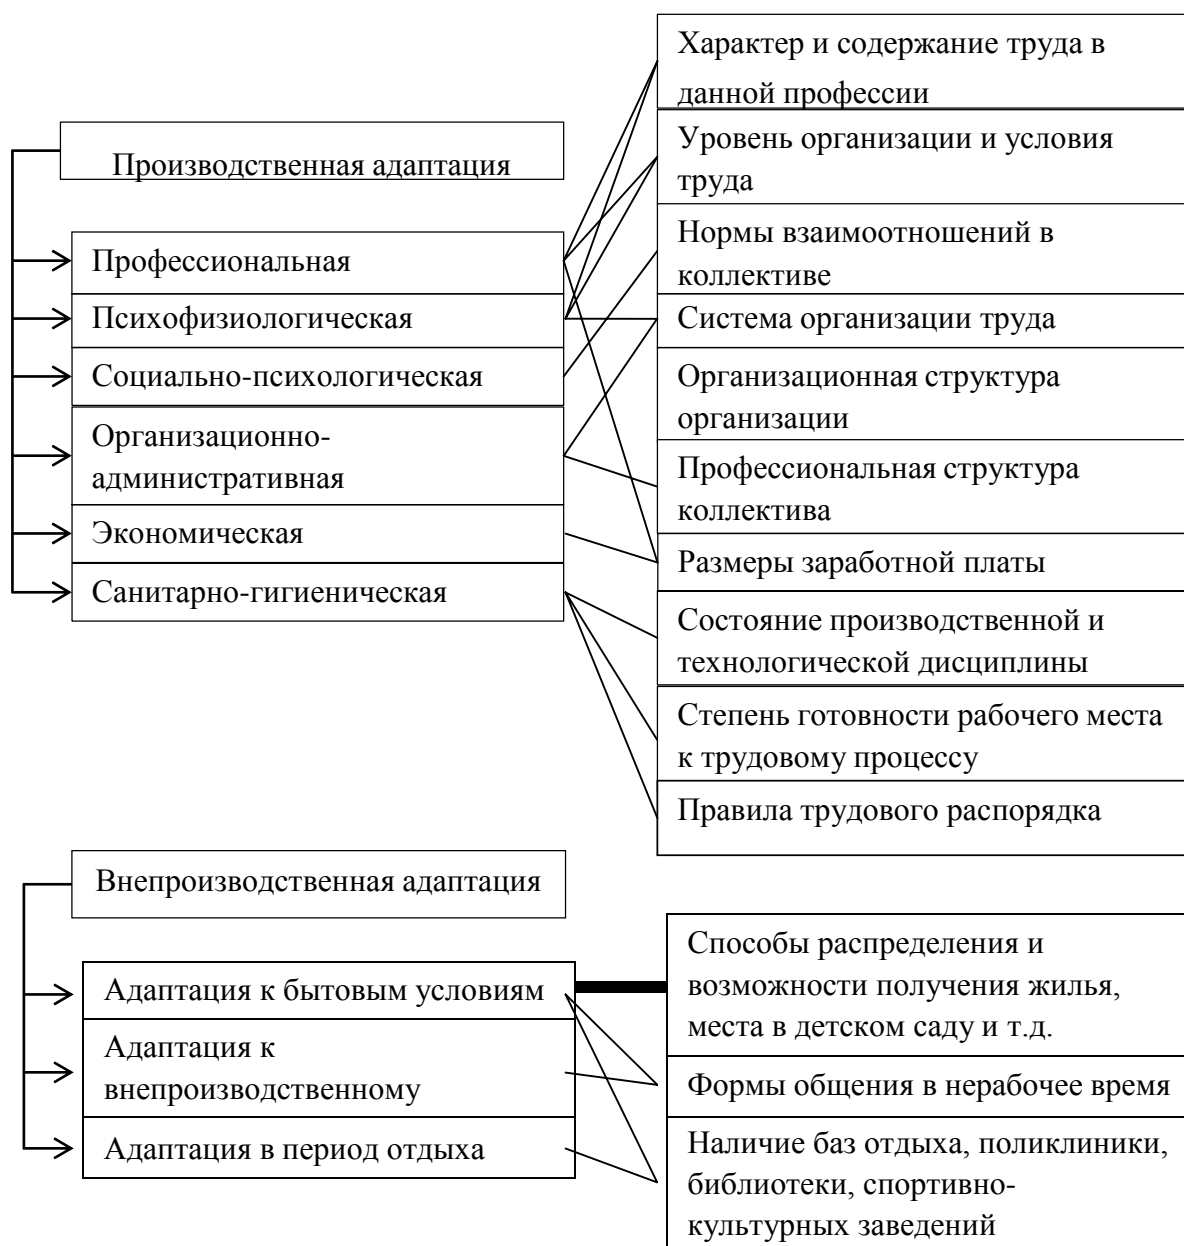 Производственная адаптация
Профессиональная
Психофизиологическая
Социально-психологическая
Организационно-
административная
Экономическая
Санитарно-гигиеническая
Характер и содержание труда в
данной профессии
Уровень организации и условия
труда
Нормы взаимоотношений в
коллективе
Система организации труда
Организационная структура
организации
Профессиональная структура
коллектива
Размеры заработной платы
Состояние производственной и
технологической дисциплины
Степень готовности рабочего места
к трудовому процессу
Правила трудового распорядка
Внепроизводственная адаптация
Адаптация к бытовым условиям
Адаптация к
внепроизводственному
Адаптация в период отдыха
Способы распределения и
возможности получения жилья,
места в детском саду и т.д.
Формы общения в нерабочее время
Наличие баз отдыха, поликлиники,
библиотеки, спортивно-
культурных заведений